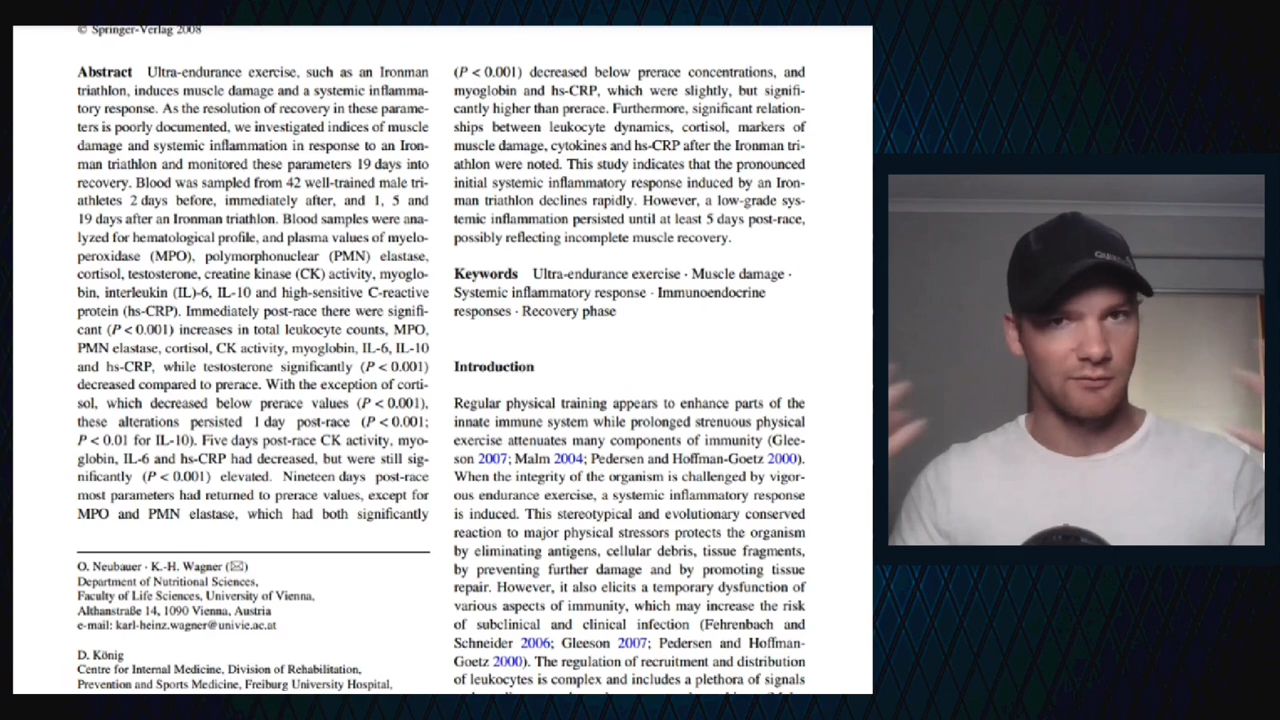 © Springer-Verlag 2008
Abstract Ultra-endurance exercise, such as an Ironman
triathlon, induces muscle damage and a systemic inflamma-
tory response. As the resolution of recovery in these parame-
ters is poorly documented, we investigated indices of muscle
damage and systemic inflammation in response to an Iron-
man triathlon and monitored these parameters 19 days into
recovery. Blood was sampled from 42 well-trained male tri-
athletes 2 days before, immediately after, and 1, 5 and
19 days after an Ironman triathlon. Blood samples were ana-
lyzed for hematological profile, and plasma values of myelo-
peroxidase (MPO), polymorphonuclear (PMN) elastase,
cortisol, testosterone, creatine kinase (CK) activity, myoglo-
bin, interleukin (IL)-6, IL-10 and high-sensitive C-reactive
protein (hs-CRP). Immediately post-race there were signifi-
cant (P < 0.001) increases in total leukocyte counts, MPO,
PMN elastase, cortisol, CK activity, myoglobin, IL-6, IL-10
and hs-CRP, while testosterone significantly (P < 0.001)
decreased compared to prerace. With the exception of corti-
sol, which decreased below prerace values (P < 0.001),
these alterations persisted 1 day post-race (P < 0.001;
P < 0.01 for IL-10). Five days post-race CK activity, myo-
globin, IL-6 and hs-CRP had decreased, but were still sig-
nificantly (P < 0.001) elevated. Nineteen days post-race
most parameters had returned to prerace values, except for
MPO and PMN elastase, which had both significantly
O. Neubauer · K.-H. Wagner (✉)
Department of Nutritional Sciences,
Faculty of Life Sciences, University of Vienna,
Althanstraße 14, 1090 Vienna, Austria
e-mail: karl-heinz.wagner@univie.ac.at
D. König
Centre for Internal Medicine, Division of Rehabilitation,
Prevention and Sports Medicine, Freiburg University Hospital,
(P < 0.001) decreased below prerace concentrations, and
myoglobin and hs-CRP, which were slightly, but signifi-
cantly higher than prerace. Furthermore, significant relation-
ships between leukocyte dynamics, cortisol, markers of
muscle damage, cytokines and hs-CRP after the Ironman tri-
athlon were noted. This study indicates that the pronounced
initial systemic inflammatory response induced by an Iron-
man triathlon declines rapidly. However, a low-grade sys-
temic inflammation persisted until at least 5 days post-race,
possibly reflecting incomplete muscle recovery.
Keywords Ultra-endurance exercise · Muscle damage ·
Systemic inflammatory response · Immunoendocrine
responses · Recovery phase
Introduction
Regular physical training appears to enhance parts of the
innate immune system while prolonged strenuous physical
exercise attenuates many components of immunity (Glee-
son 2007; Malm 2004; Pedersen and Hoffman-Goetz 2000).
When the integrity of the organism is challenged by vigor-
ous endurance exercise, a systemic inflammatory response
is induced. This stereotypical and evolutionary conserved
reaction to major physical stressors protects the organism
by eliminating antigens, cellular debris, tissue fragments,
by preventing further damage and by promoting tissue
repair. However, it also elicits a temporary dysfunction of
various aspects of immunity, which may increase the risk
of subclinical and clinical infection (Fehrenbach and
Schneider 2006; Gleeson 2007; Pedersen and Hoffman-
Goetz 2000). The regulation of recruitment and distribution
of leukocytes is complex and includes a plethora of signals